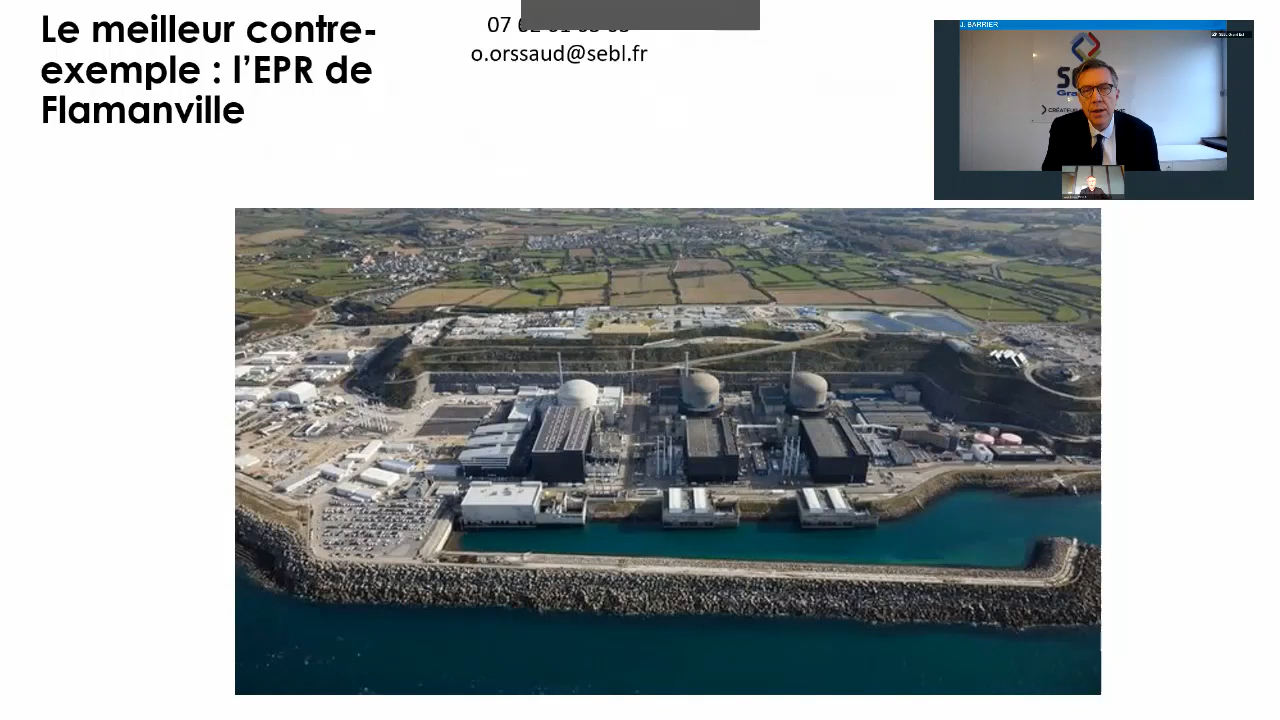 Le meilleur contre-
exemple : l’EPR de
Flamanville
o.orssaud@sebl.fr
J. BARRIER